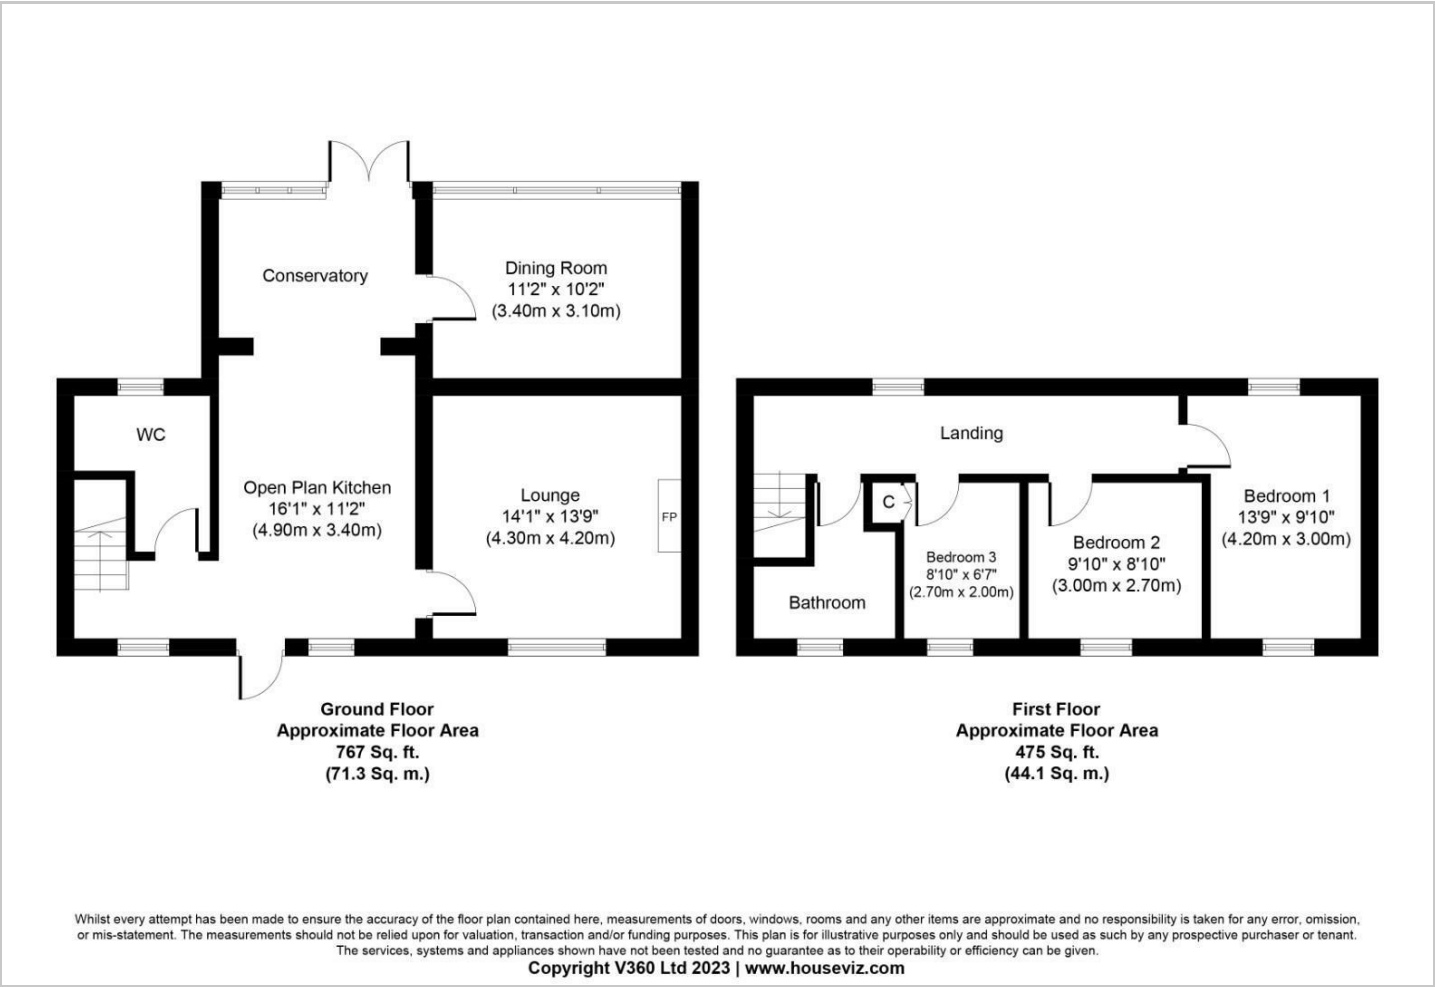 Conservatory
Dining Room
11'2" x 10'2"
(3.40m x 3.10m)
WC
Open Plan Kitchen
16'1" x 11'2"
(4.90m x 3.40m)
Lounge
14'1" x 13'9"
(4.30m x 4.20m)
FP
Landing
C
Bedroom 1
13'9" x 9'10"
(4.20m x 3.00m)
Bedroom 2
9'10" x 8'10"
(3.00m x 2.70m)
Bedroom 3
8'10" x 6'7"
(2.70m x 2.00m)
Bathroom
Ground Floor
Approximate Floor Area
767 Sq. ft.
(71.3 Sq. m.)
First Floor
Approximate Floor Area
475 Sq. ft.
(44.1 Sq. m.)
Whilst every attempt has been made to ensure the accuracy of the floor plan contained here, measurements of doors, windows, rooms and any other items are approximate and no responsibility is taken for any error, omission,
or mis-statement. The measurements should not be relied upon for valuation, transaction and/or funding purposes. This plan is for illustrative purposes only and should be used as such by any prospective purchaser or tenant.
The services, systems and appliances shown have not been tested and no guarantee as to their operability or efficiency can be given.
Copyright V360 Ltd 2023 | www.houseviz.com